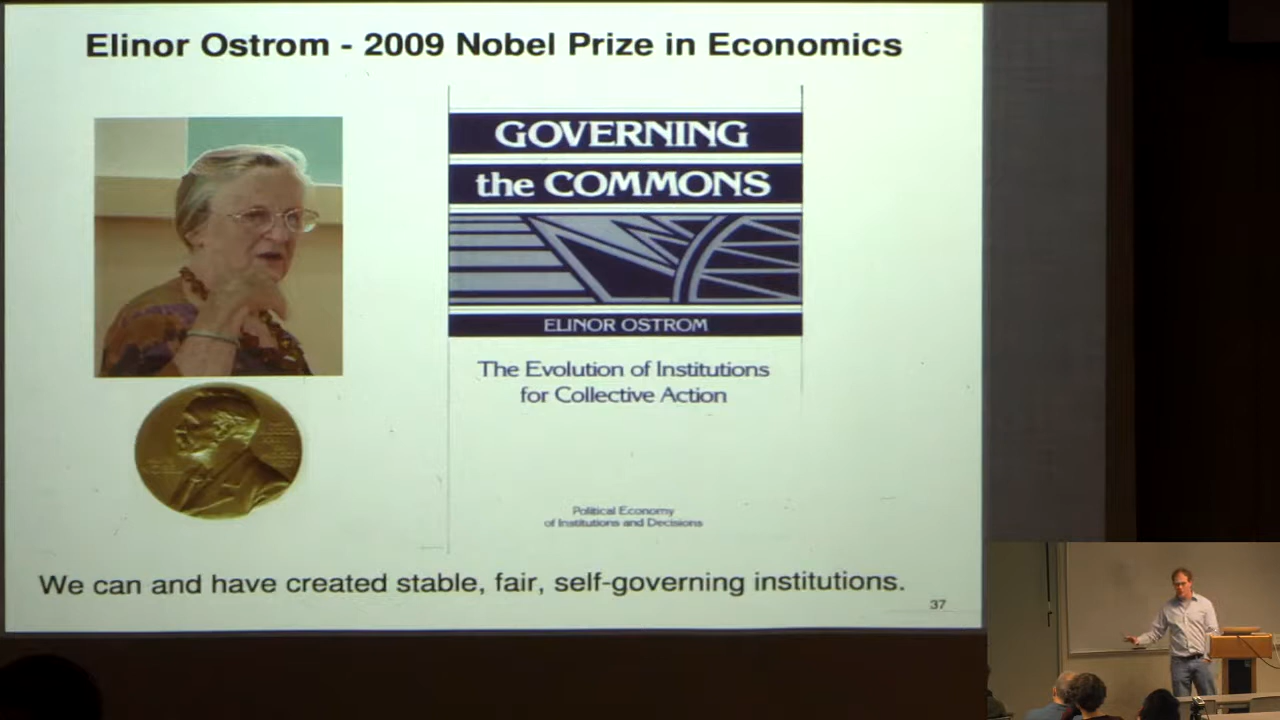 Elinor Ostrom - 2009 Nobel Prize in Economics
GOVERNING
the COMMONS
ELINOR OSTROM
The Evolution of Institutions
for Collective Action
Political Economy
of Institutions and Decisions
We can and have created stable, fair, self-governing institutions.
37